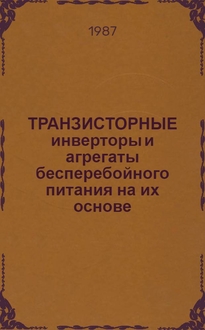 1987
ТРАНЗИСТОРНЫЕ
инверторы и
агрегаты
бесперебойного
питания на их
основе